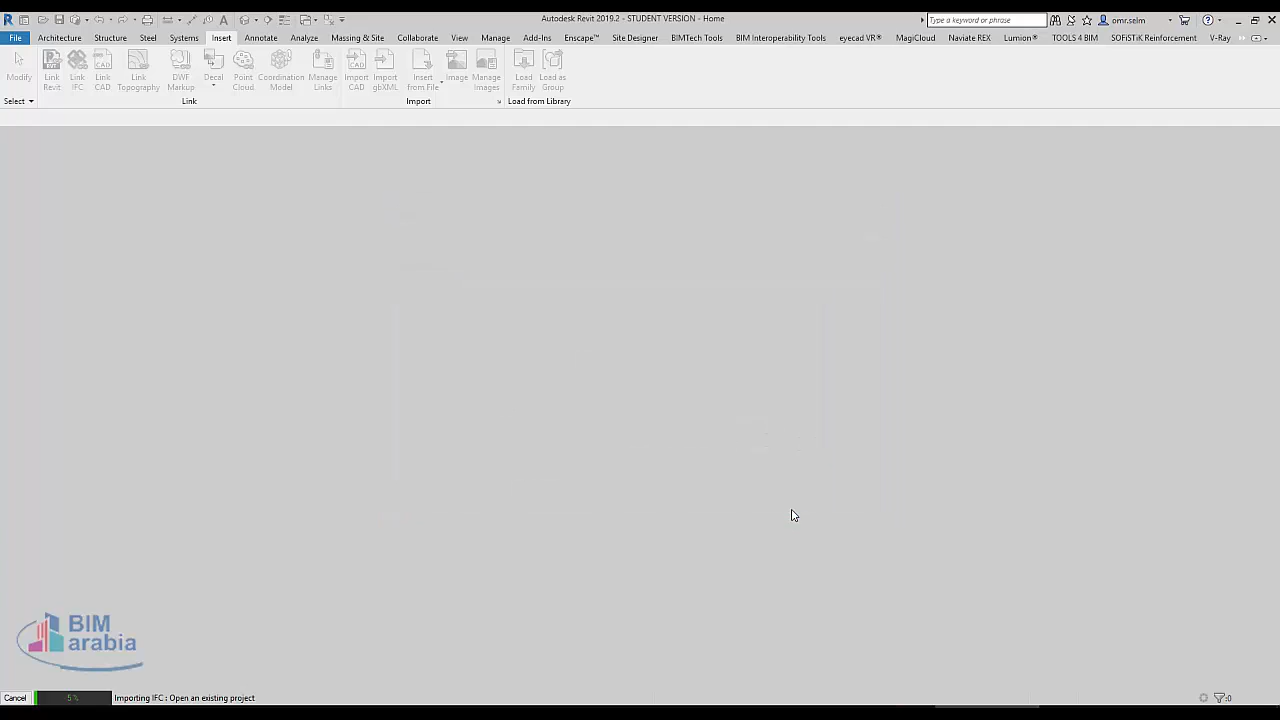 Autodesk Revit 2019.2 - STUDENT VERSION - Home
Type a keyword or phrase
omr.selm
File Architecture Structure Steel Systems Insert Annotate Analyze Massing & Site Collaborate View Manage Add-Ins Enscape™ Site Designer BIMTech Tools BIM Interoperability Tools eyecad VR® MagiCloud Naviate REX Lumion® TOOLS 4 BIM SOFiSTiK Reinforcement V-Ray
Modify
Link Revit
Link IFC
Link CAD
Link Topography
DWF Markup
Decal
Point Cloud
Coordination Model
Manage Links
Import CAD
Import gbXML
Insert from File
Image
Manage Images
Load Family
Load as Group
Select Link Import Load from Library
BIM
arabia
Cancel 5% Importing IFC : Open an existing project :0